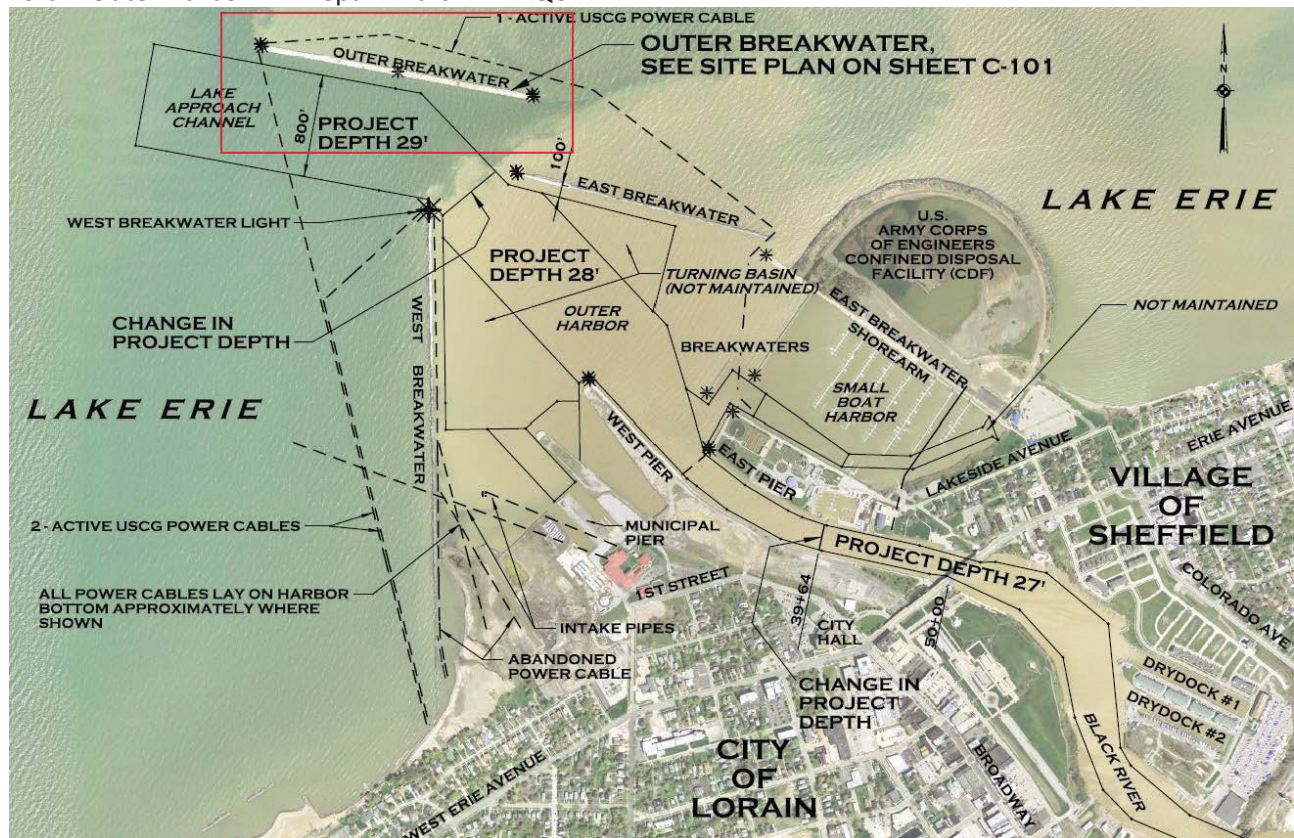 1 - ACTIVE USCG POWER CABLE
OUTER BREAKWATER
OUTER BREAKWATER,
SEE SITE PLAN ON SHEET C-101
N
LAKE
APPROACH
CHANNEL
800'
PROJECT
DEPTH 29'
100'
EAST BREAKWATER
LAKE ERIE
WEST BREAKWATER LIGHT
U.S.
ARMY CORPS
OF ENGINEERS
CONFINED DISPOSAL
FACILITY (CDF)
PROJECT
DEPTH 28'
TURNING BASIN
(NOT MAINTAINED)
NOT MAINTAINED
OUTER
HARBOR
CHANGE IN
PROJECT DEPTH
WEST
BREAKWATER
BREAKWATERS
EAST BREAKWATER
SHOREARM
SMALL
BOAT
HARBOR
LAKE ERIE
WEST PIER
EAST PIER
LAKESIDE AVENUE
ERIE AVENUE
VILLAGE
OF
SHEFFIELD
2 - ACTIVE USCG POWER CABLES
MUNICIPAL
PIER
PROJECT DEPTH 27'
COLORADO AVE
ALL POWER CABLES LAY ON HARBOR
BOTTOM APPROXIMATELY WHERE
SHOWN
1ST STREET
39+64
CITY
HALL
50+00
INTAKE PIPES
ABANDONED
POWER CABLE
CHANGE IN
PROJECT
DEPTH
DRYDOCK #1
DRYDOCK #2
BLACK RIVER
BROADWAY
CITY
OF
LORAIN
WEST ERIE AVENUE